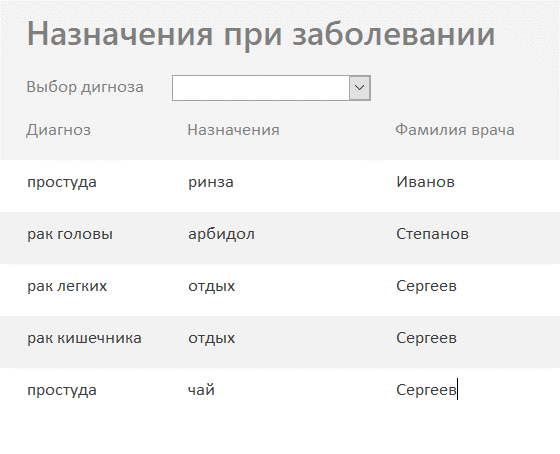 Назначения при заболевании
Выбор дигноза
Диагноз Назначения Фамилия врача
простуда ринза Иванов
рак головы арбидол Степанов
рак легких отдых Сергеев
рак кишечника отдых Сергеев
простуда чай Сергеев